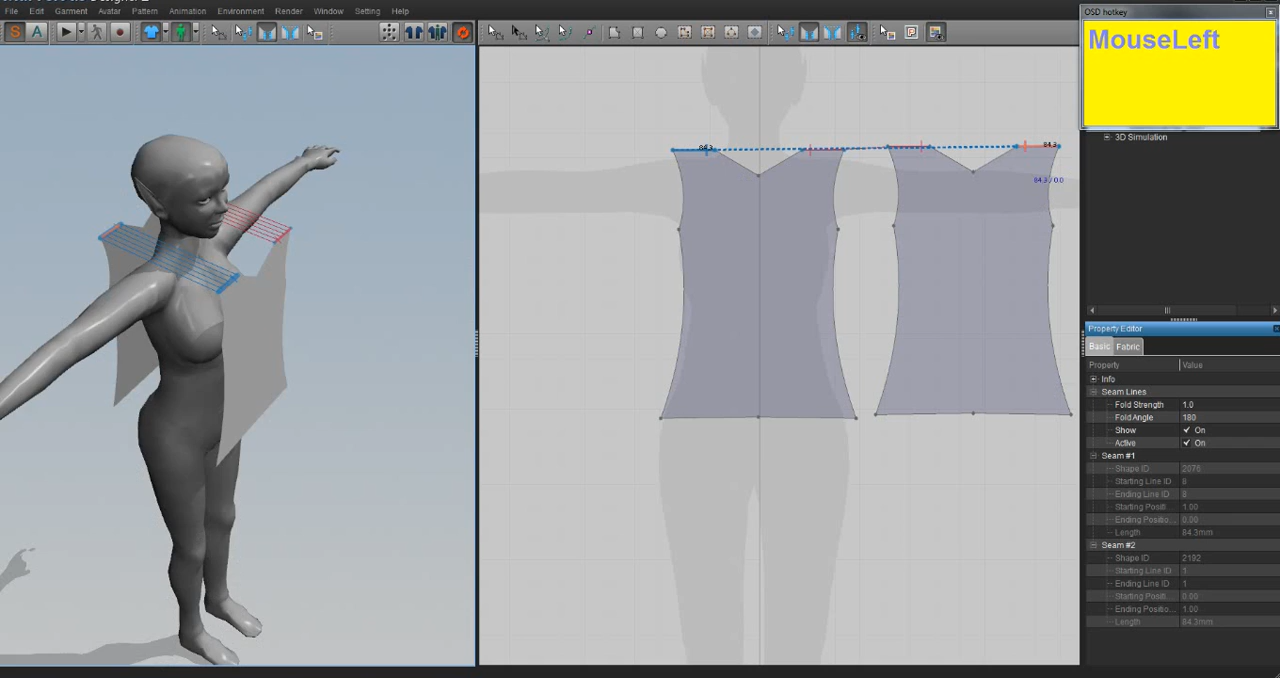 OSD hotkey
File Edit Garment Avatar Pattern Animation Environment Render Window Setting Help
S A
MouseLeft
3D Simulation
84.3
84.3
84.3 / 0.0
Property Editor
Basic Fabric
Property Value
Info
Seam Lines
Fold Strength 1.0
Fold Angle 180
Show On
Active On
Seam #1
Shape ID 2076
Starting Line ID 8
Ending Line ID 8
Starting Positi... 1.00
Ending Positio... 0.00
Length 84.3mm
Seam #2
Shape ID 2192
Starting Line ID 1
Ending Line ID 1
Starting Positi... 0.00
Ending Positio... 1.00
Length 84.3mm